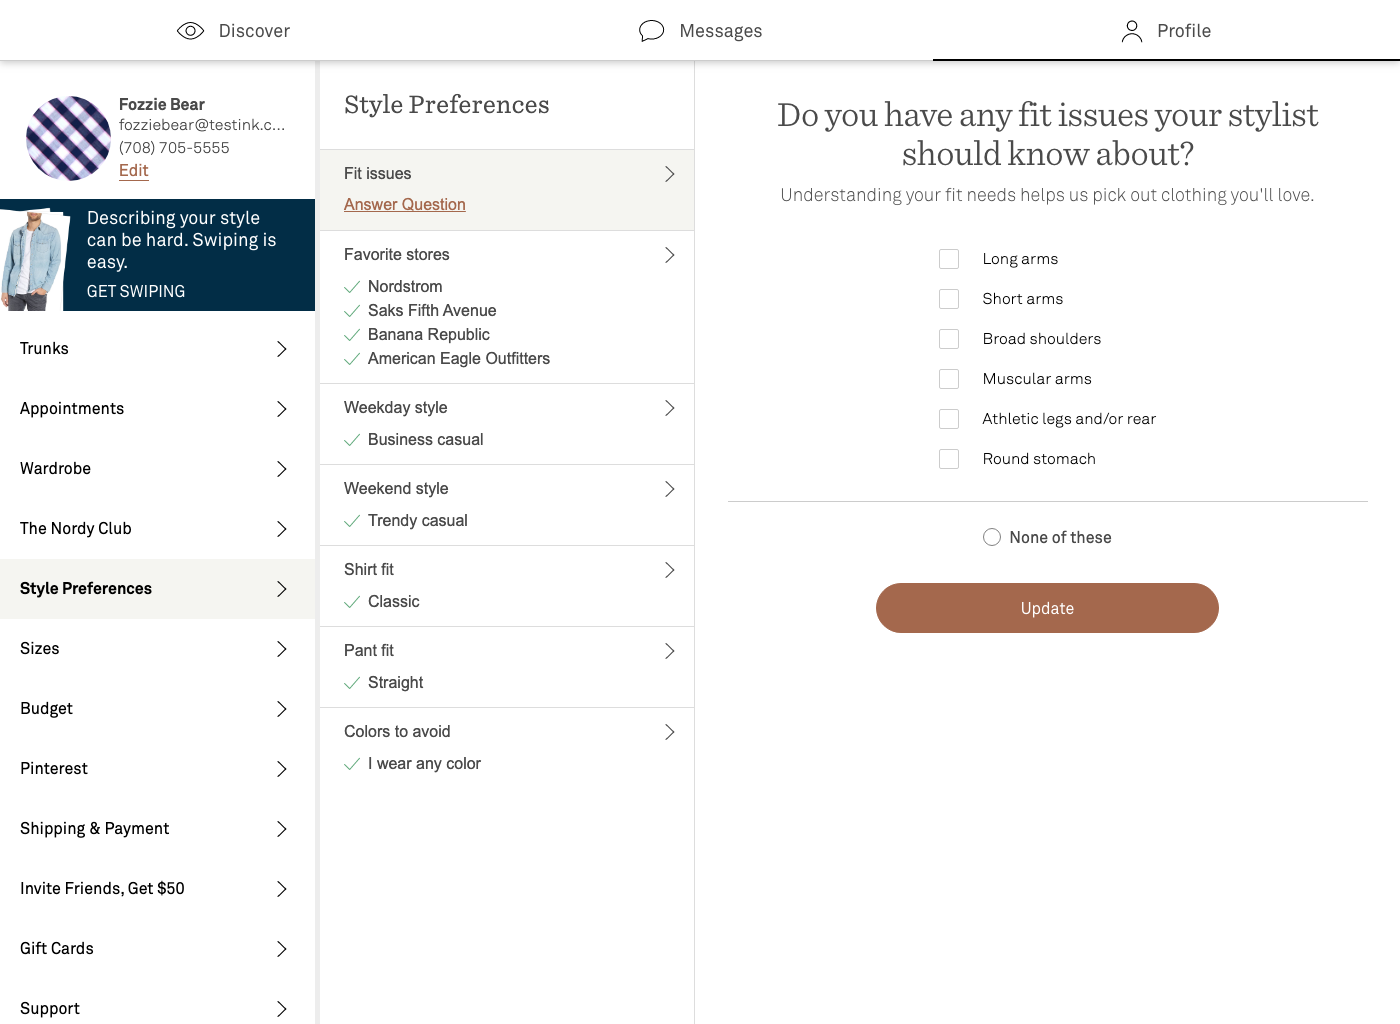 Discover
Messages
Profile
Fozzie Bear
fozziebear@testink.c...
(708) 705-5555
Edit
Describing your style
can be hard. Swiping is
easy.
GET SWIPING
Trunks
Appointments
Wardrobe
The Nordy Club
Style Preferences
Sizes
Budget
Pinterest
Shipping & Payment
Invite Friends, Get $50
Gift Cards
Support
Style Preferences
Fit issues
Answer Question
Favorite stores
Nordstrom
Saks Fifth Avenue
Banana Republic
American Eagle Outfitters
Weekday style
Business casual
Weekend style
Trendy casual
Shirt fit
Classic
Pant fit
Straight
Colors to avoid
I wear any color
Do you have any fit issues your stylist
should know about?
Understanding your fit needs helps us pick out clothing you'll love.
Long arms
Short arms
Broad shoulders
Muscular arms
Athletic legs and/or rear
Round stomach
None of these
Update